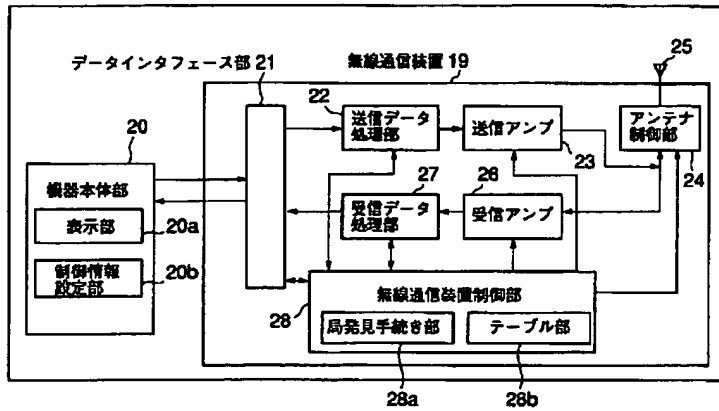 データインタフェース部 21
無線通信装置 19
25
22
送信データ
処理部
送信アンプ
23
アンテナ
制御部
24
20
機器本体部
表示部
20a
制御情報
設定部
20b
27
受信データ
処理部
26
受信アンプ
無線通信装置制御部
28
局発見手続き部
テーブル部
28a
28b